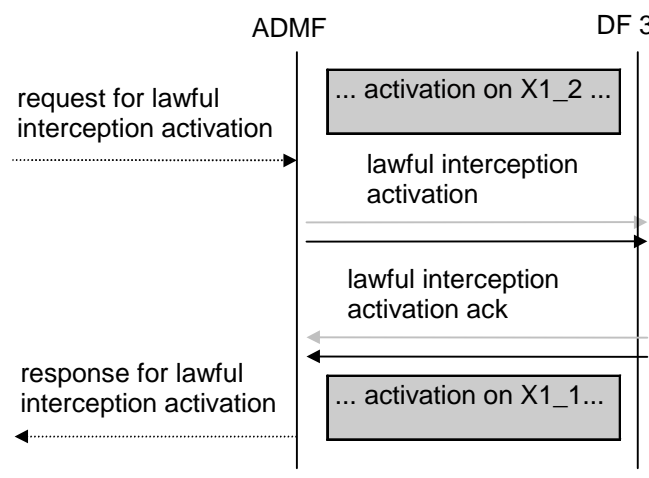 ADMF
DF 3
request for lawful
interception activation
... activation on X1_2 ...
lawful interception
activation
lawful interception
activation ack
response for lawful
interception activation
... activation on X1_1...